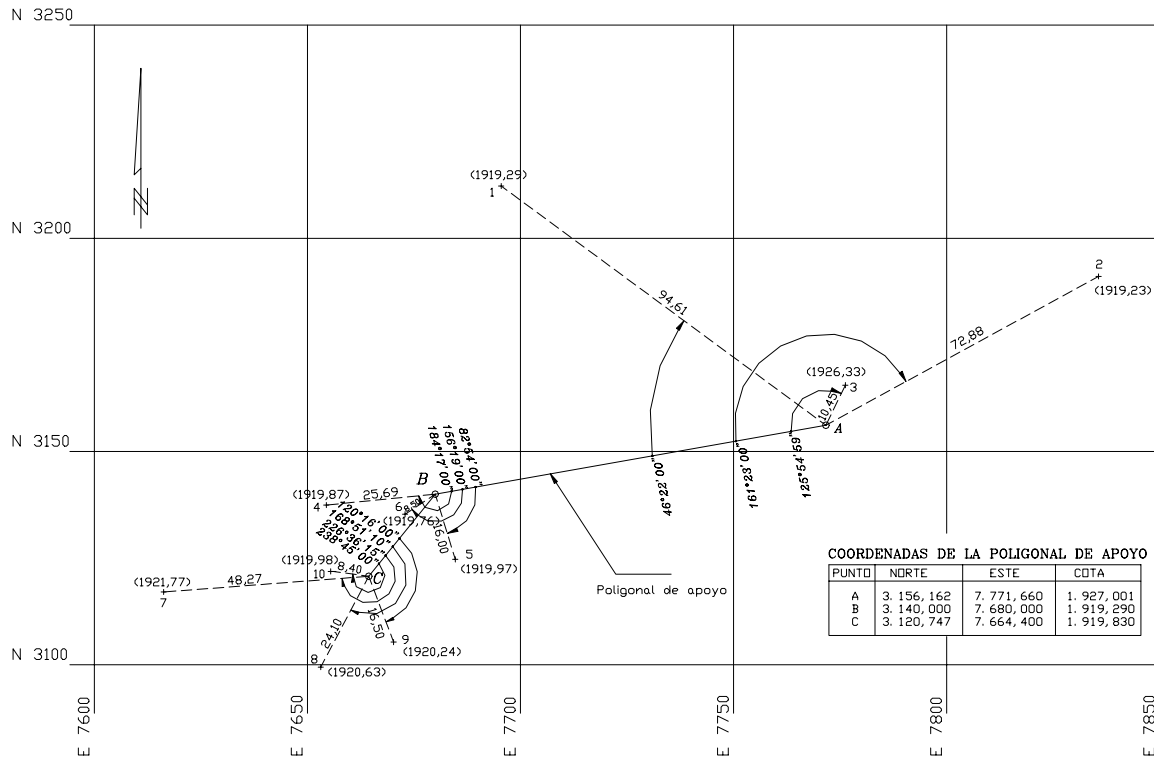 N 3250
(1919,29)
1
N 3200
2
(1919,23)
94,61
72,88
(1926,33)
3
10,45
A
N 3150
46°22'00"
161°23'00"
125°54'59"
82°54'00"
156°19'00"
184°17'00"
B
(1919,87)
25,69
4
6
8,50
(1919,76)
16,00
5
(1919,97)
120°16'00"
168°51'10"
226°36'15"
238°45'00"
(1919,98)
8,40
10
C
(1921,77)
48,27
7
24,10
16,50
9
(1920,24)
8
(1920,63)
Poligonal de apoyo
COORDENADAS DE LA POLIGONAL DE APOYO
PUNTO NORTE ESTE COTA
A 3. 156, 162 7. 771, 660 1. 927, 001
B 3. 140, 000 7. 680, 000 1. 919, 290
C 3. 120, 747 7. 664, 400 1. 919, 830
N 3100
E 7600
E 7650
E 7700
E 7750
E 7800
E 7850
N